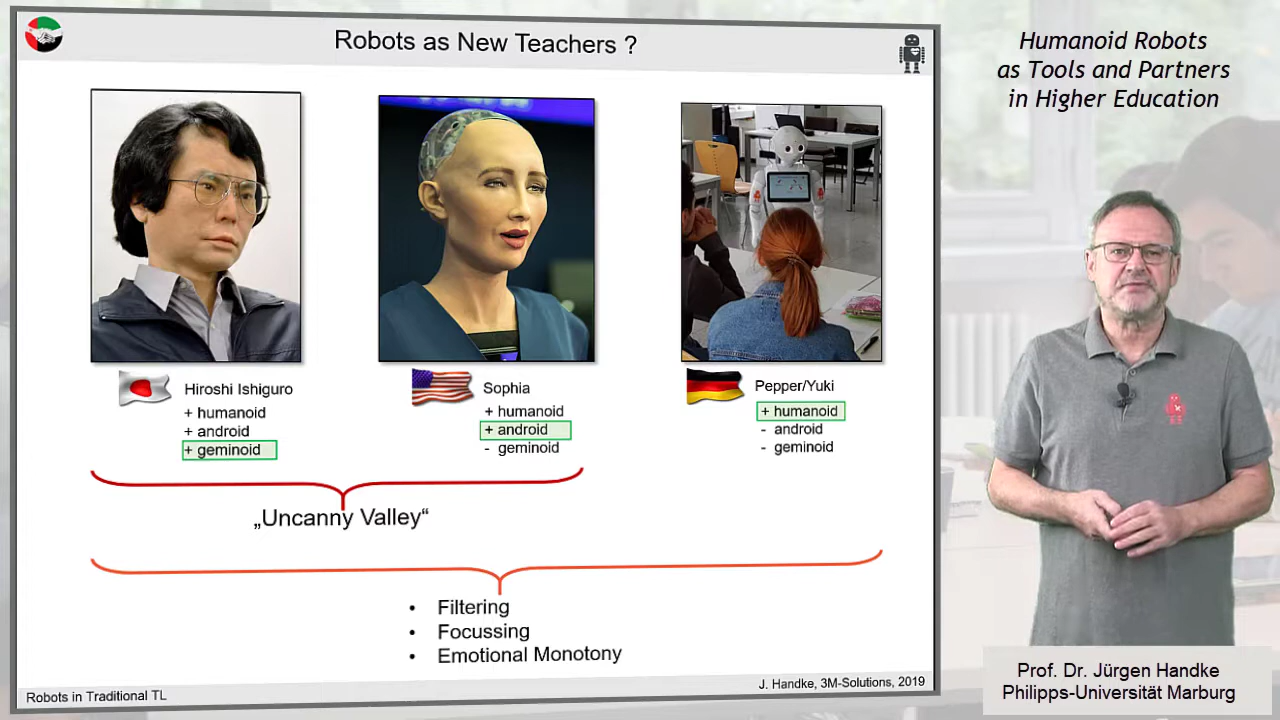 Robots as New Teachers ?
Humanoid Robots
as Tools and Partners
in Higher Education
Hiroshi Ishiguro
+ humanoid
+ android
+ geminoid
Sophia
+ humanoid
+ android
- geminoid
Pepper/Yuki
+ humanoid
- android
- geminoid
„Uncanny Valley“
• Filtering
• Focussing
• Emotional Monotony
Robots in Traditional TL
J. Handke, 3M-Solutions, 2019
Prof. Dr. Jürgen Handke
Philipps-Universität Marburg